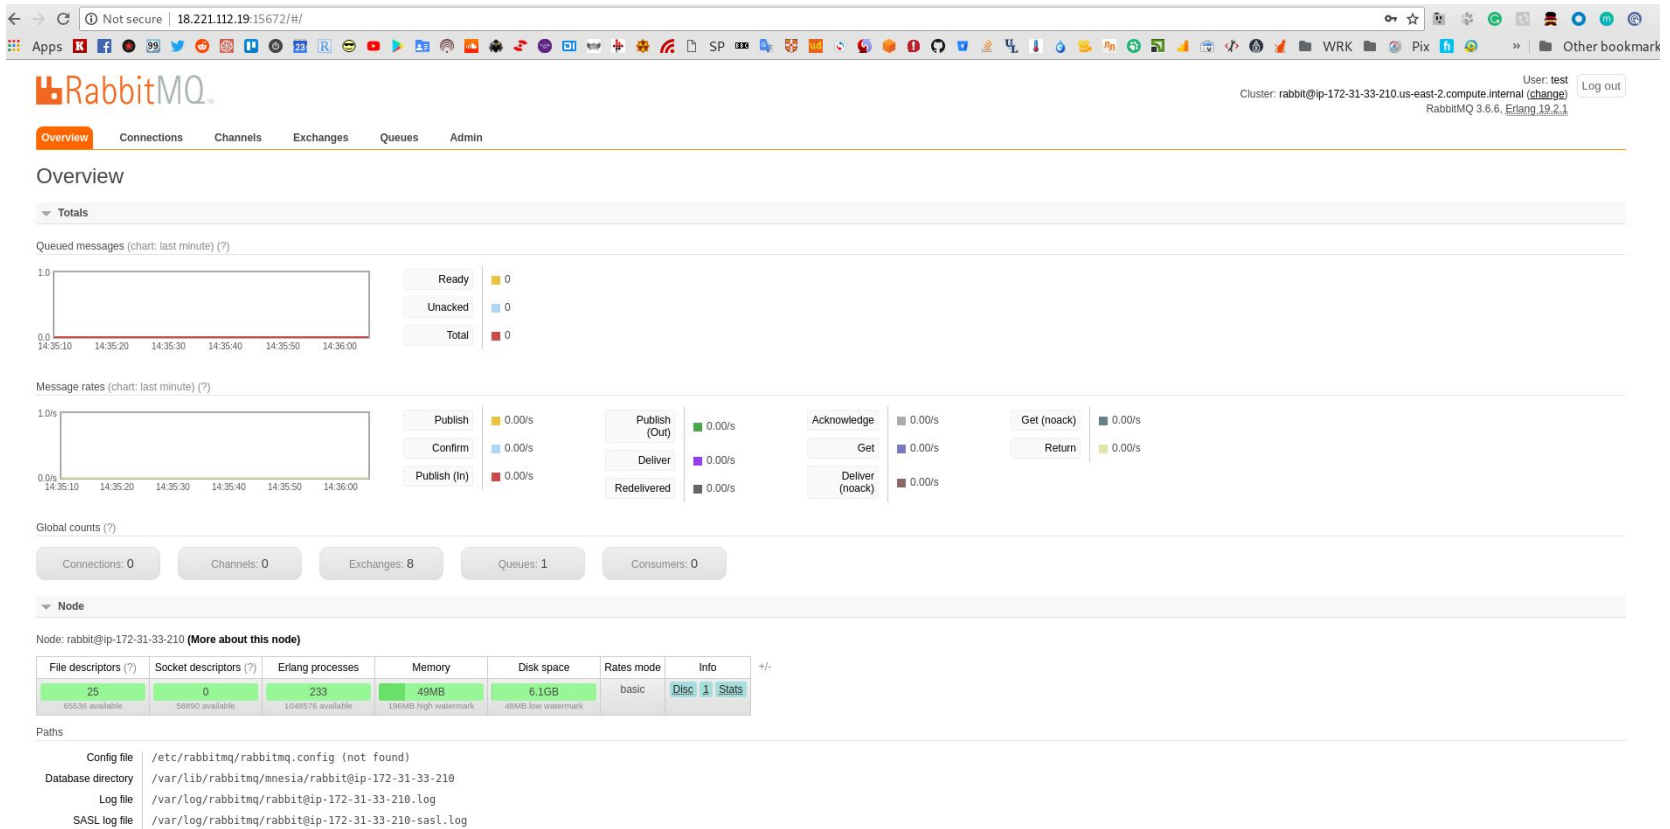 Not secure | 18.221.112.19:15672/#/
Apps SP WRK Pix » Other bookmark
RabbitMQ
User: test
Log out
Cluster: rabbit@ip-172-31-33-210.us-east-2.compute.internal (change)
RabbitMQ 3.6.6, Erlang 19.2.1
Overview Connections Channels Exchanges Queues Admin
Overview
Totals
Queued messages (chart: last minute) (?)
1.0
0.0
14:35:10 14:35:20 14:35:30 14:35:40 14:35:50 14:36:00
Ready 0
Unacked 0
Total 0
Message rates (chart: last minute) (?)
1.0/s
0.0/s
14:35:10 14:35:20 14:35:30 14:35:40 14:35:50 14:36:00
Publish 0.00/s
Confirm 0.00/s
Publish (In) 0.00/s
Publish
(Out) 0.00/s
Deliver 0.00/s
Redelivered 0.00/s
Acknowledge 0.00/s
Get 0.00/s
Deliver
(noack) 0.00/s
Get (noack) 0.00/s
Return 0.00/s
Global counts (?)
Connections: 0 Channels: 0 Exchanges: 8 Queues: 1 Consumers: 0
Node
Node: rabbit@ip-172-31-33-210 (More about this node)
File descriptors (?) Socket descriptors (?) Erlang processes Memory Disk space Rates mode Info +/-
25 0 233 49MB 6.1GB basic Disc 1 Stats
65536 available 58890 available 1048576 available 196MB high watermark 48MB low watermark
Paths
Config file /etc/rabbitmq/rabbitmq.config (not found)
Database directory /var/lib/rabbitmq/mnesia/rabbit@ip-172-31-33-210
Log file /var/log/rabbitmq/rabbit@ip-172-31-33-210.log
SASL log file /var/log/rabbitmq/rabbit@ip-172-31-33-210-sasl.log